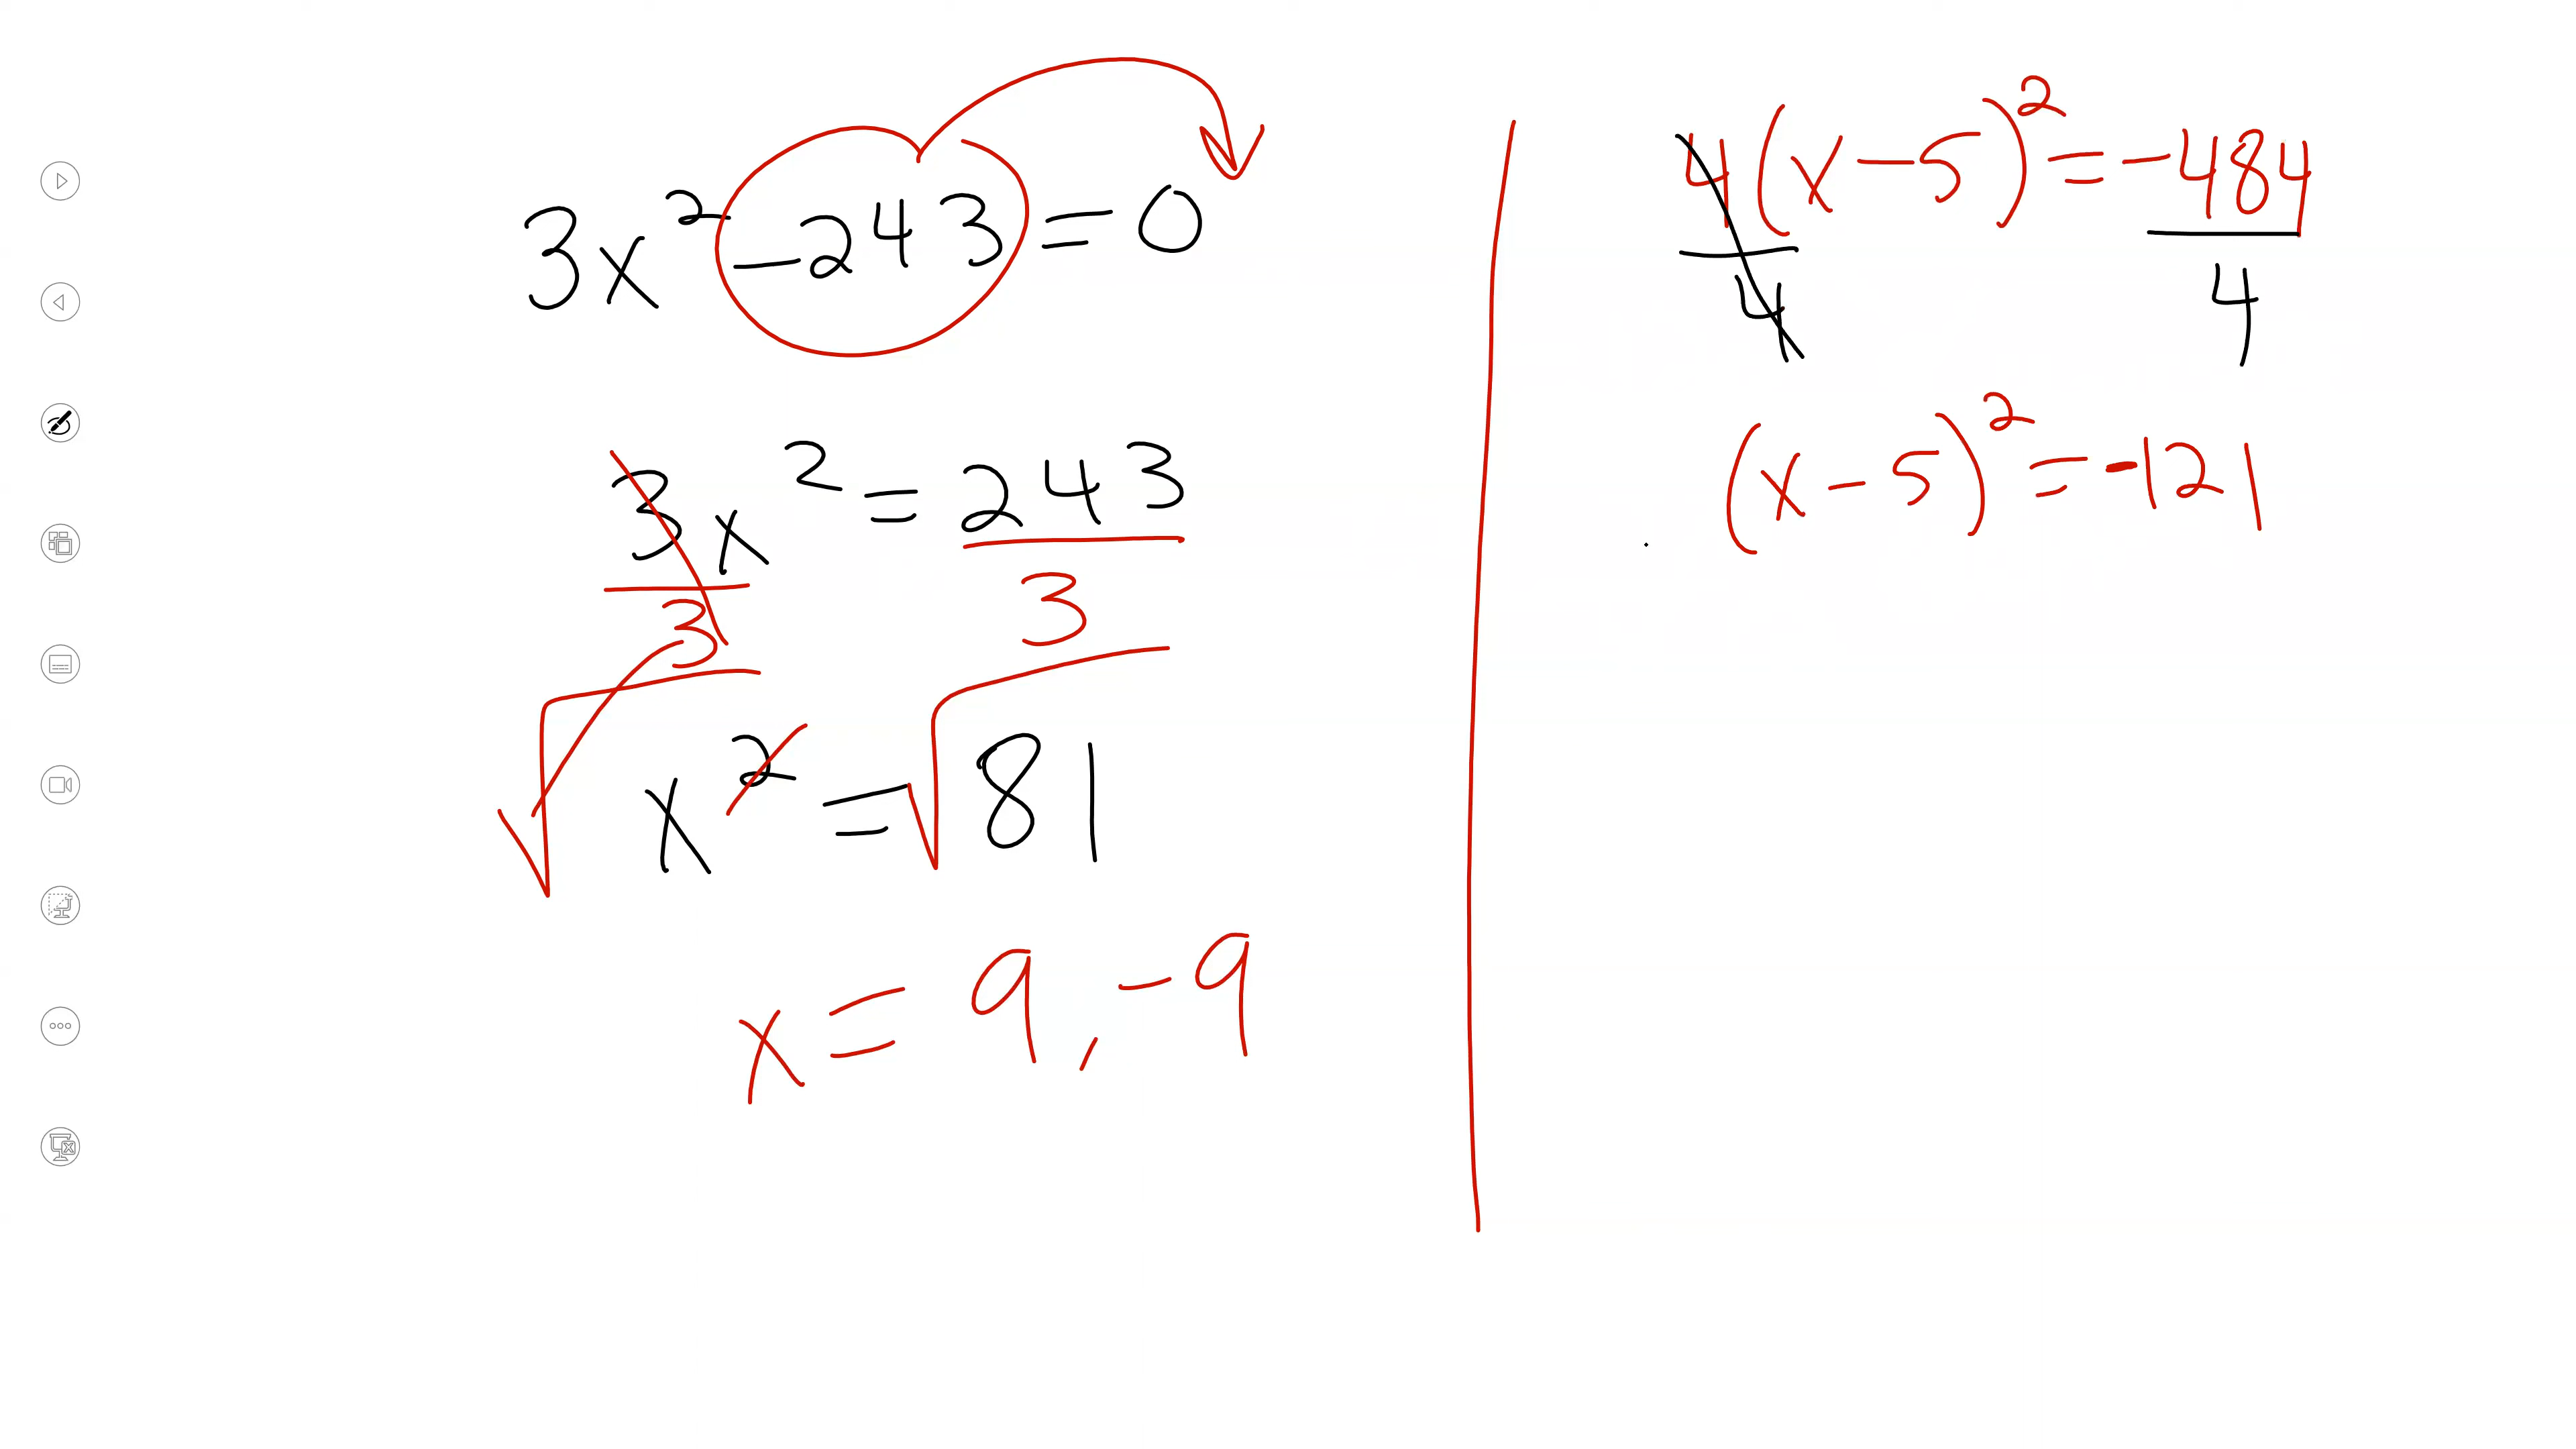 3x² - 243 = 0
3x² = 243
3 3
√x² = √81
x = 9, -9
4(x - 5)² = -484
4 4
(x - 5)² = -121